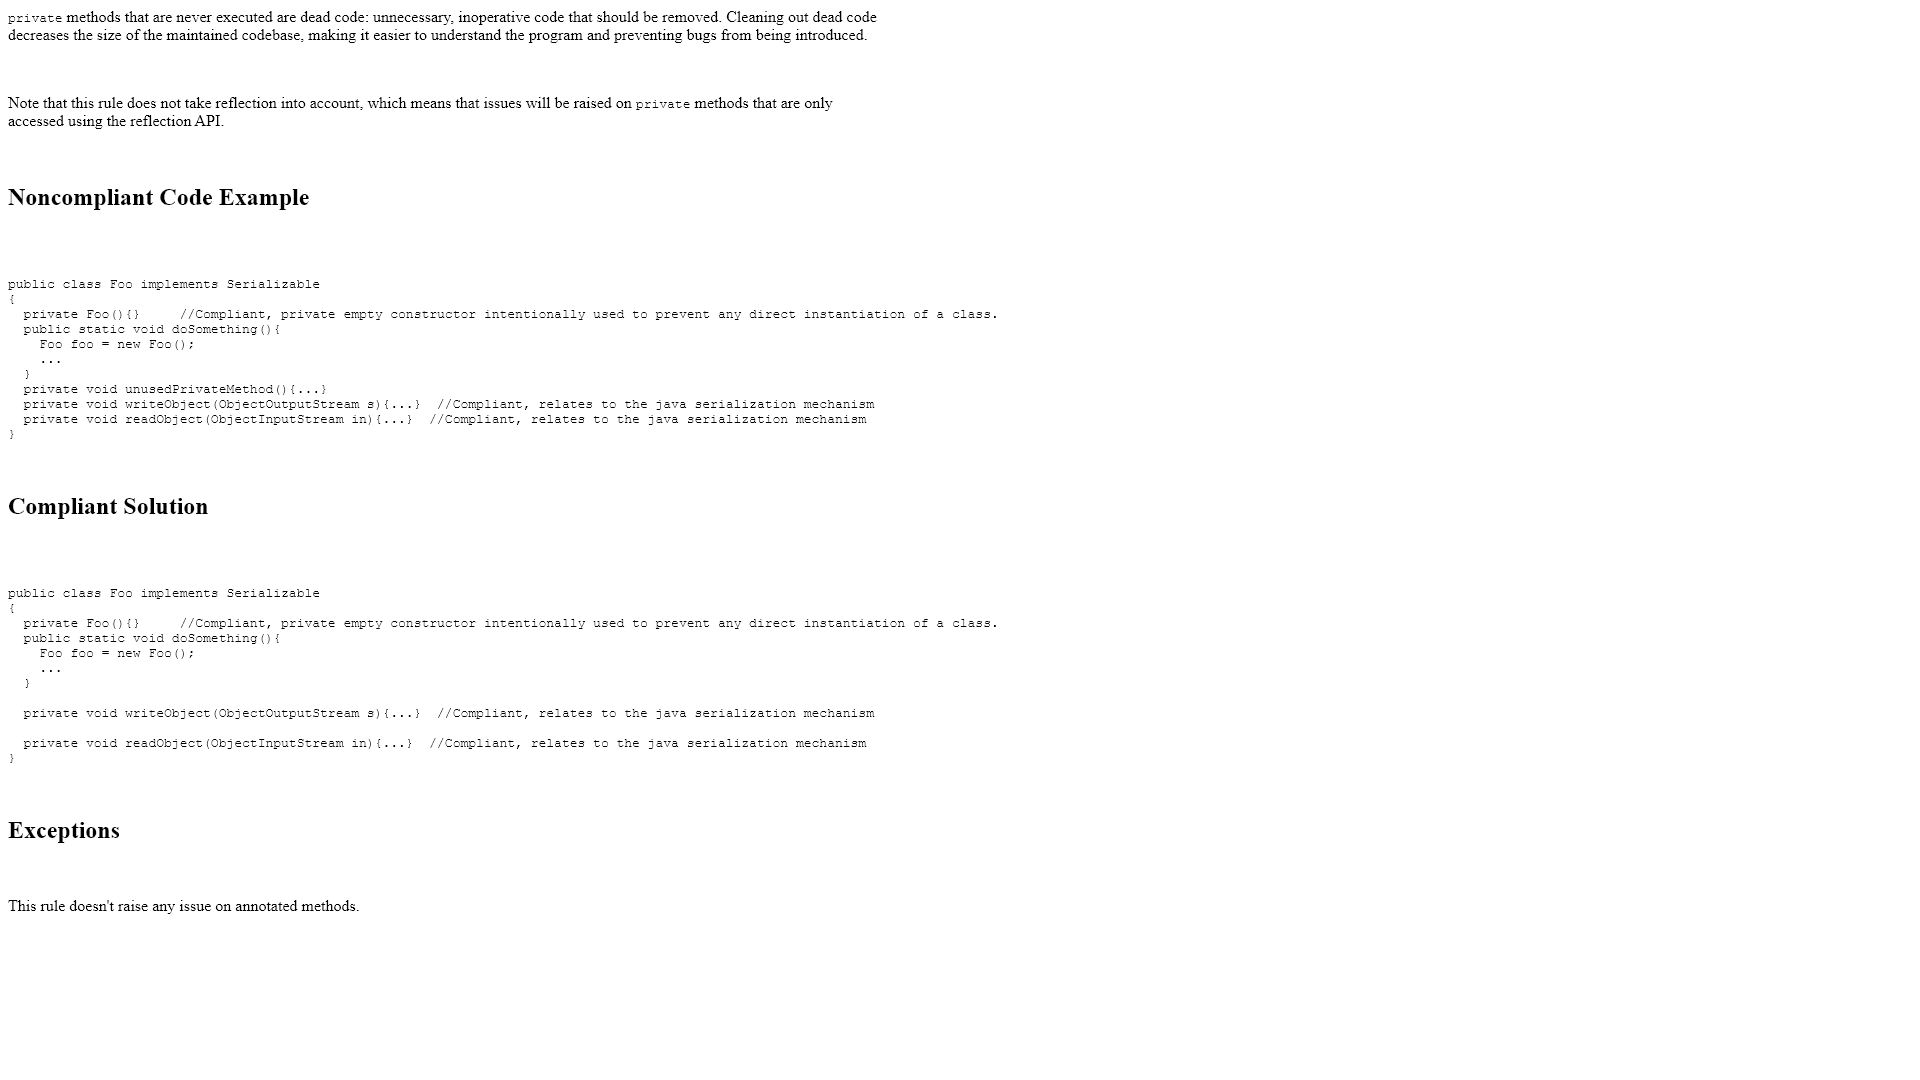 private methods that are never executed are dead code: unnecessary, inoperative code that should be removed. Cleaning out dead code
decreases the size of the maintained codebase, making it easier to understand the program and preventing bugs from being introduced.
Note that this rule does not take reflection into account, which means that issues will be raised on private methods that are only
accessed using the reflection API.
Noncompliant Code Example
public class Foo implements Serializable
{
  private Foo(){}     //Compliant, private empty constructor intentionally used to prevent any direct instantiation of a class.
  public static void doSomething(){
    Foo foo = new Foo();
    ...
  }
  private void unusedPrivateMethod(){...}
  private void writeObject(ObjectOutputStream s){...}  //Compliant, relates to the java serialization mechanism
  private void readObject(ObjectInputStream in){...}  //Compliant, relates to the java serialization mechanism
}
Compliant Solution
public class Foo implements Serializable
{
  private Foo(){}     //Compliant, private empty constructor intentionally used to prevent any direct instantiation of a class.
  public static void doSomething(){
    Foo foo = new Foo();
    ...
  }
  private void writeObject(ObjectOutputStream s){...}  //Compliant, relates to the java serialization mechanism
  private void readObject(ObjectInputStream in){...}  //Compliant, relates to the java serialization mechanism
}
Exceptions
This rule doesn't raise any issue on annotated methods.